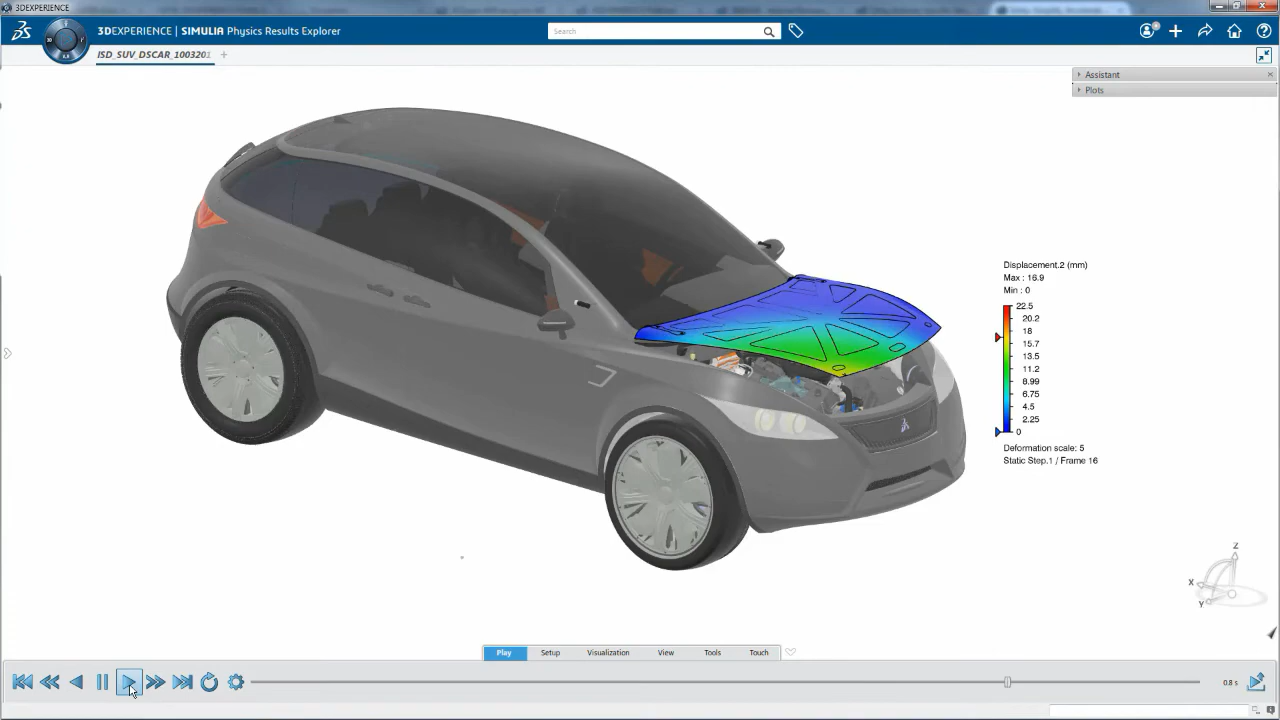 3DEXPERIENCE
3DEXPERIENCE | SIMULIA Physics Results Explorer
Search
ISD_SUV_DSCAR_1003201
Assistant
Plots
Displacement.2 (mm)
Max : 16.9
Min : 0
22.5
20.2
18
15.7
13.5
11.2
8.99
6.75
4.5
2.25
0
Deformation scale: 5
Static Step.1 / Frame 16
Z
X
Y
Play Setup Visualization View Tools Touch
0.8 s